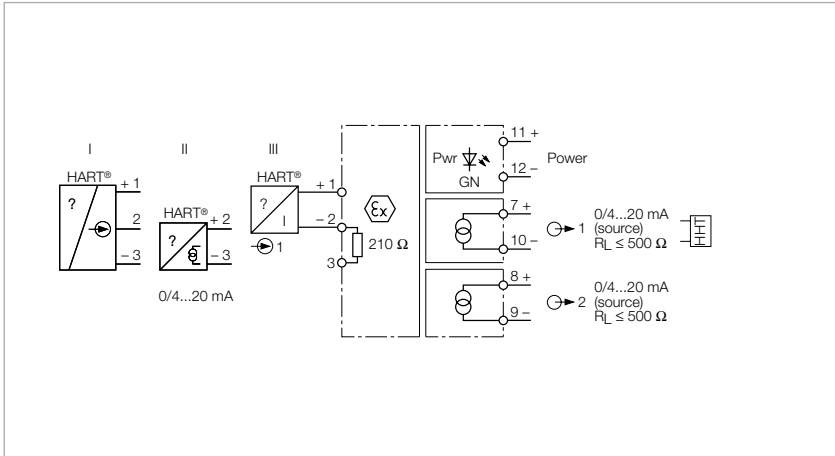 I
II
III
HART®
?
+ 1
2
– 3
HART®
?
+ 2
– 3
0/4...20 mA
HART®
?
I
+ 1
– 2
1
3
210 Ω
Ex
Pwr
GN
11 +
12 –
Power
7 +
10 –
1
0/4...20 mA
(source)
RL ≤ 500 Ω
HHT
8 +
9 –
2
0/4...20 mA
(source)
RL ≤ 500 Ω